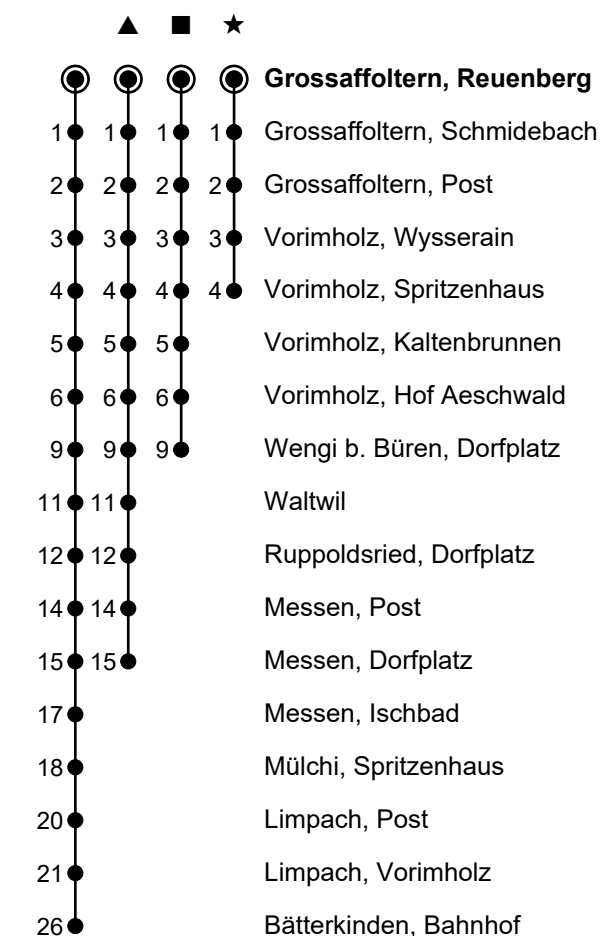 ▲ ■ ★
Grossaffoltern, Reuenberg
1 1 1 1 Grossaffoltern, Schmidebach
2 2 2 2 Grossaffoltern, Post
3 3 3 3 Vorimholz, Wysserain
4 4 4 4 Vorimholz, Spritzenhaus
5 5 5 Vorimholz, Kaltenbrunnen
6 6 6 Vorimholz, Hof Aeschwald
9 9 9 Wengi b. Büren, Dorfplatz
11 11 Waltwil
12 12 Ruppoldsried, Dorfplatz
14 14 Messen, Post
15 15 Messen, Dorfplatz
17 Messen, Ischbad
18 Mülchi, Spritzenhaus
20 Limpach, Post
21 Limpach, Vorimholz
26 Bätterkinden, Bahnhof